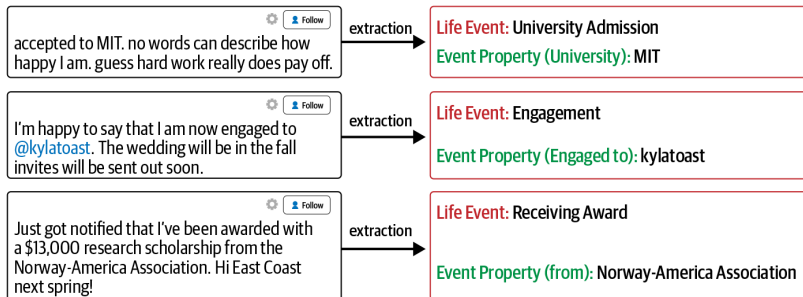 Follow
accepted to MIT. no words can describe how
happy I am. guess hard work really does pay off.
extraction
Life Event: University Admission
Event Property (University): MIT
Follow
I'm happy to say that I am now engaged to
@kylatoast. The wedding will be in the fall
invites will be sent out soon.
extraction
Life Event: Engagement
Event Property (Engaged to): kylatoast
Follow
Just got notified that I've been awarded with
a $13,000 research scholarship from the
Norway-America Association. Hi East Coast
next spring!
extraction
Life Event: Receiving Award
Event Property (from): Norway-America Association